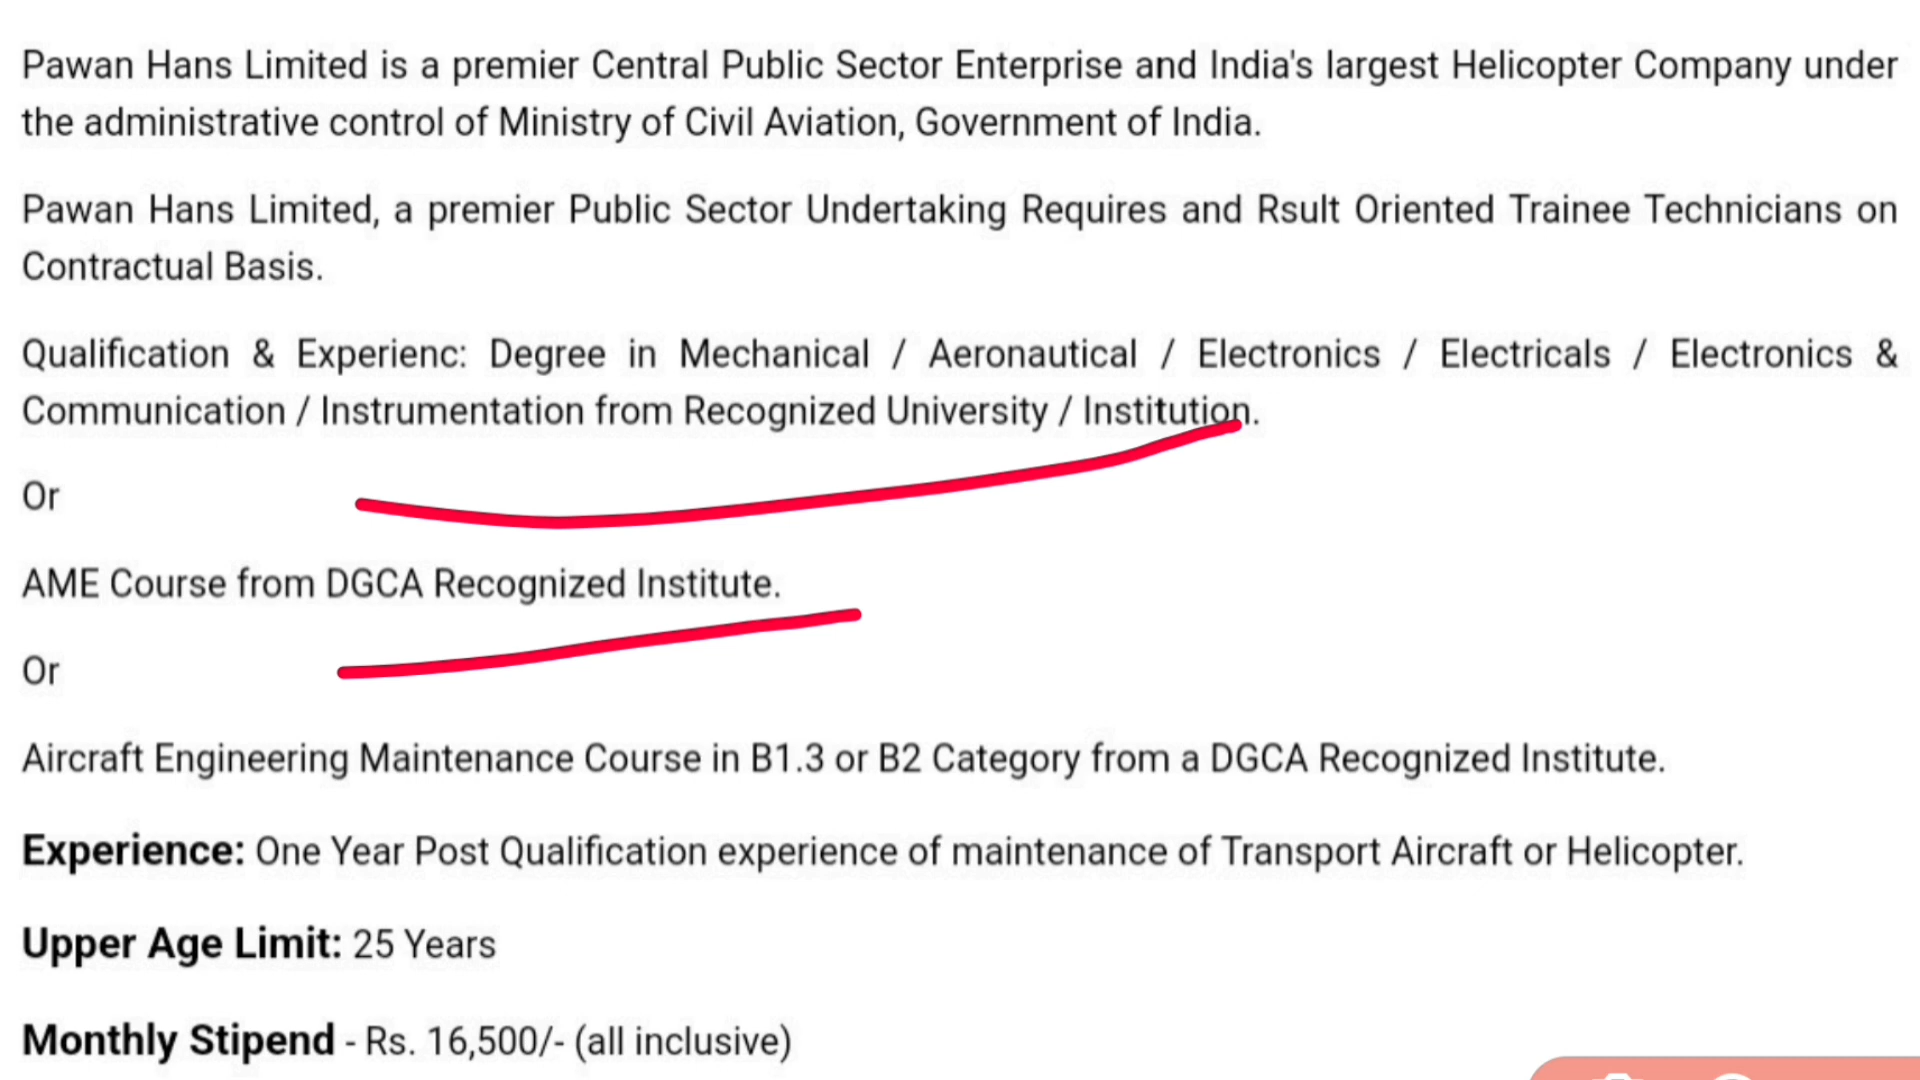 Pawan Hans Limited is a premier Central Public Sector Enterprise and India's largest Helicopter Company under
the administrative control of Ministry of Civil Aviation, Government of India.
Pawan Hans Limited, a premier Public Sector Undertaking Requires and Rsult Oriented Trainee Technicians on
Contractual Basis.
Qualification & Experienc: Degree in Mechanical / Aeronautical / Electronics / Electricals / Electronics &
Communication / Instrumentation from Recognized University / Institution.
Or
AME Course from DGCA Recognized Institute.
Or
Aircraft Engineering Maintenance Course in B1.3 or B2 Category from a DGCA Recognized Institute.
Experience: One Year Post Qualification experience of maintenance of Transport Aircraft or Helicopter.
Upper Age Limit: 25 Years
Monthly Stipend - Rs. 16,500/- (all inclusive)